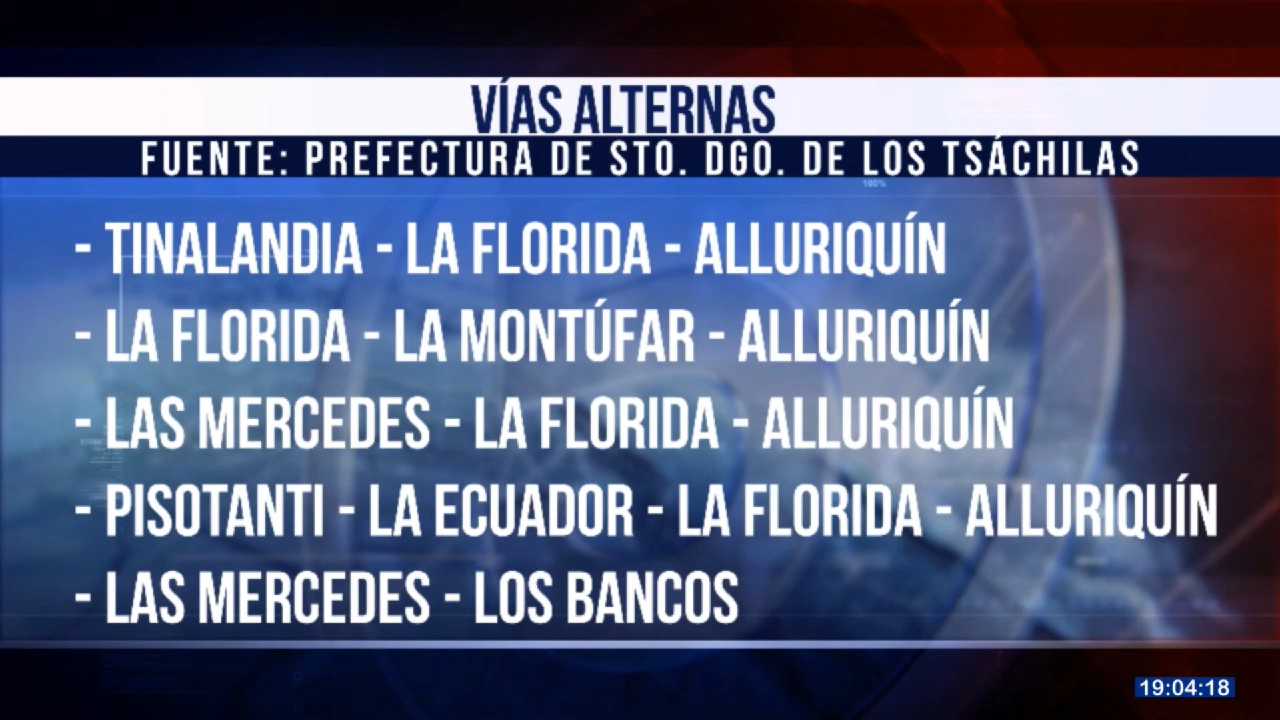 VÍAS ALTERNAS
FUENTE: PREFECTURA DE STO. DGO. DE LOS TSÁCHILAS
100%
- TINALANDIA - LA FLORIDA - ALLURIQUÍN
- LA FLORIDA - LA MONTÚFAR - ALLURIQUÍN
- LAS MERCEDES - LA FLORIDA - ALLURIQUÍN
- PISOTANTI - LA ECUADOR - LA FLORIDA - ALLURIQUÍN
- LAS MERCEDES - LOS BANCOS
19:04:18